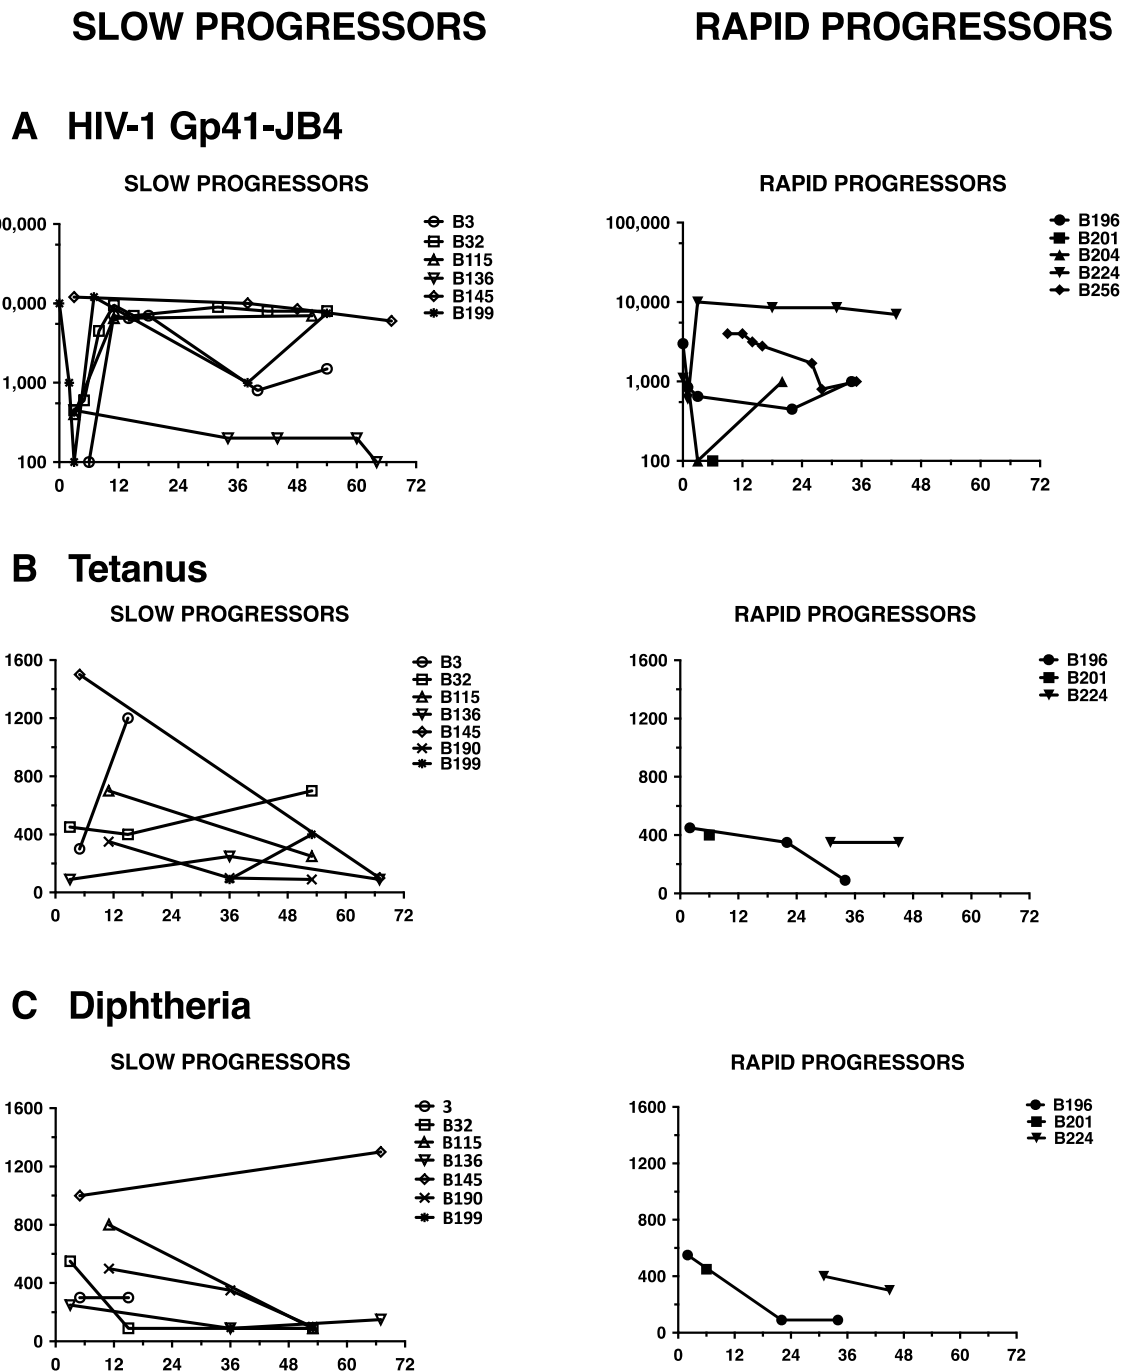 SLOW PROGRESSORS RAPID PROGRESSORS
A HIV-1 Gp41-JB4
SLOW PROGRESSORS
00,000
0,000
1,000
100
0 12 24 36 48 60 72
B3
B32
B115
B136
B145
B199
RAPID PROGRESSORS
100,000
10,000
1,000
100
0 12 24 36 48 60 72
B196
B201
B204
B224
B256
B Tetanus
SLOW PROGRESSORS
1600
1200
800
400
0
0 12 24 36 48 60 72
B3
B32
B115
B136
B145
B190
B199
RAPID PROGRESSORS
1600
1200
800
400
0
0 12 24 36 48 60 72
B196
B201
B224
C Diphtheria
SLOW PROGRESSORS
1600
1200
800
400
0
0 12 24 36 48 60 72
3
B32
B115
B136
B145
B190
B199
RAPID PROGRESSORS
1600
1200
800
400
0
0 12 24 36 48 60 72
B196
B201
B224